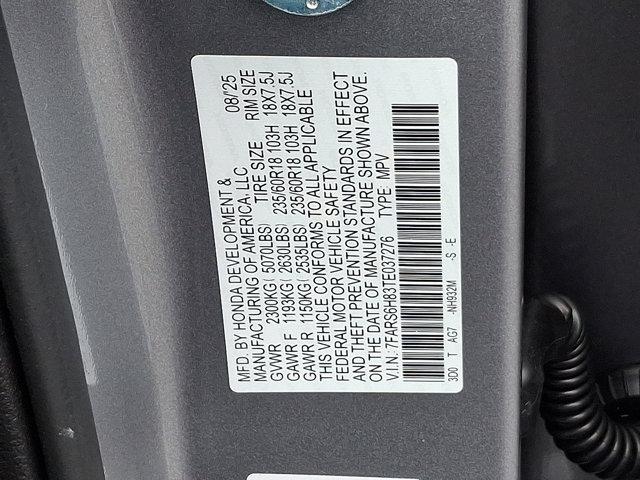 MFD. BY HONDA DEVELOPMENT &
MANUFACTURING OF AMERICA, LLC 08/'25
GVWR 2300KG( 5070LBS) TIRE SIZE RIM SIZE
GAWR F 1193KG( 2630LBS) 235/60R18 103H 18X7.5J
GAWR R 1150KG( 2535LBS) 235/60R18 103H 18X7.5J
THIS VEHICLE CONFORMS TO ALL APPLICABLE
FEDERAL MOTOR VEHICLE SAFETY
AND THEFT PREVENTION STANDARDS IN EFFECT
ON THE DATE OF MANUFACTURE SHOWN ABOVE.
V.I.N.: 7FARS6H83TE037276 TYPE: MPV
3D0 T AG7 -NH932M -S -E